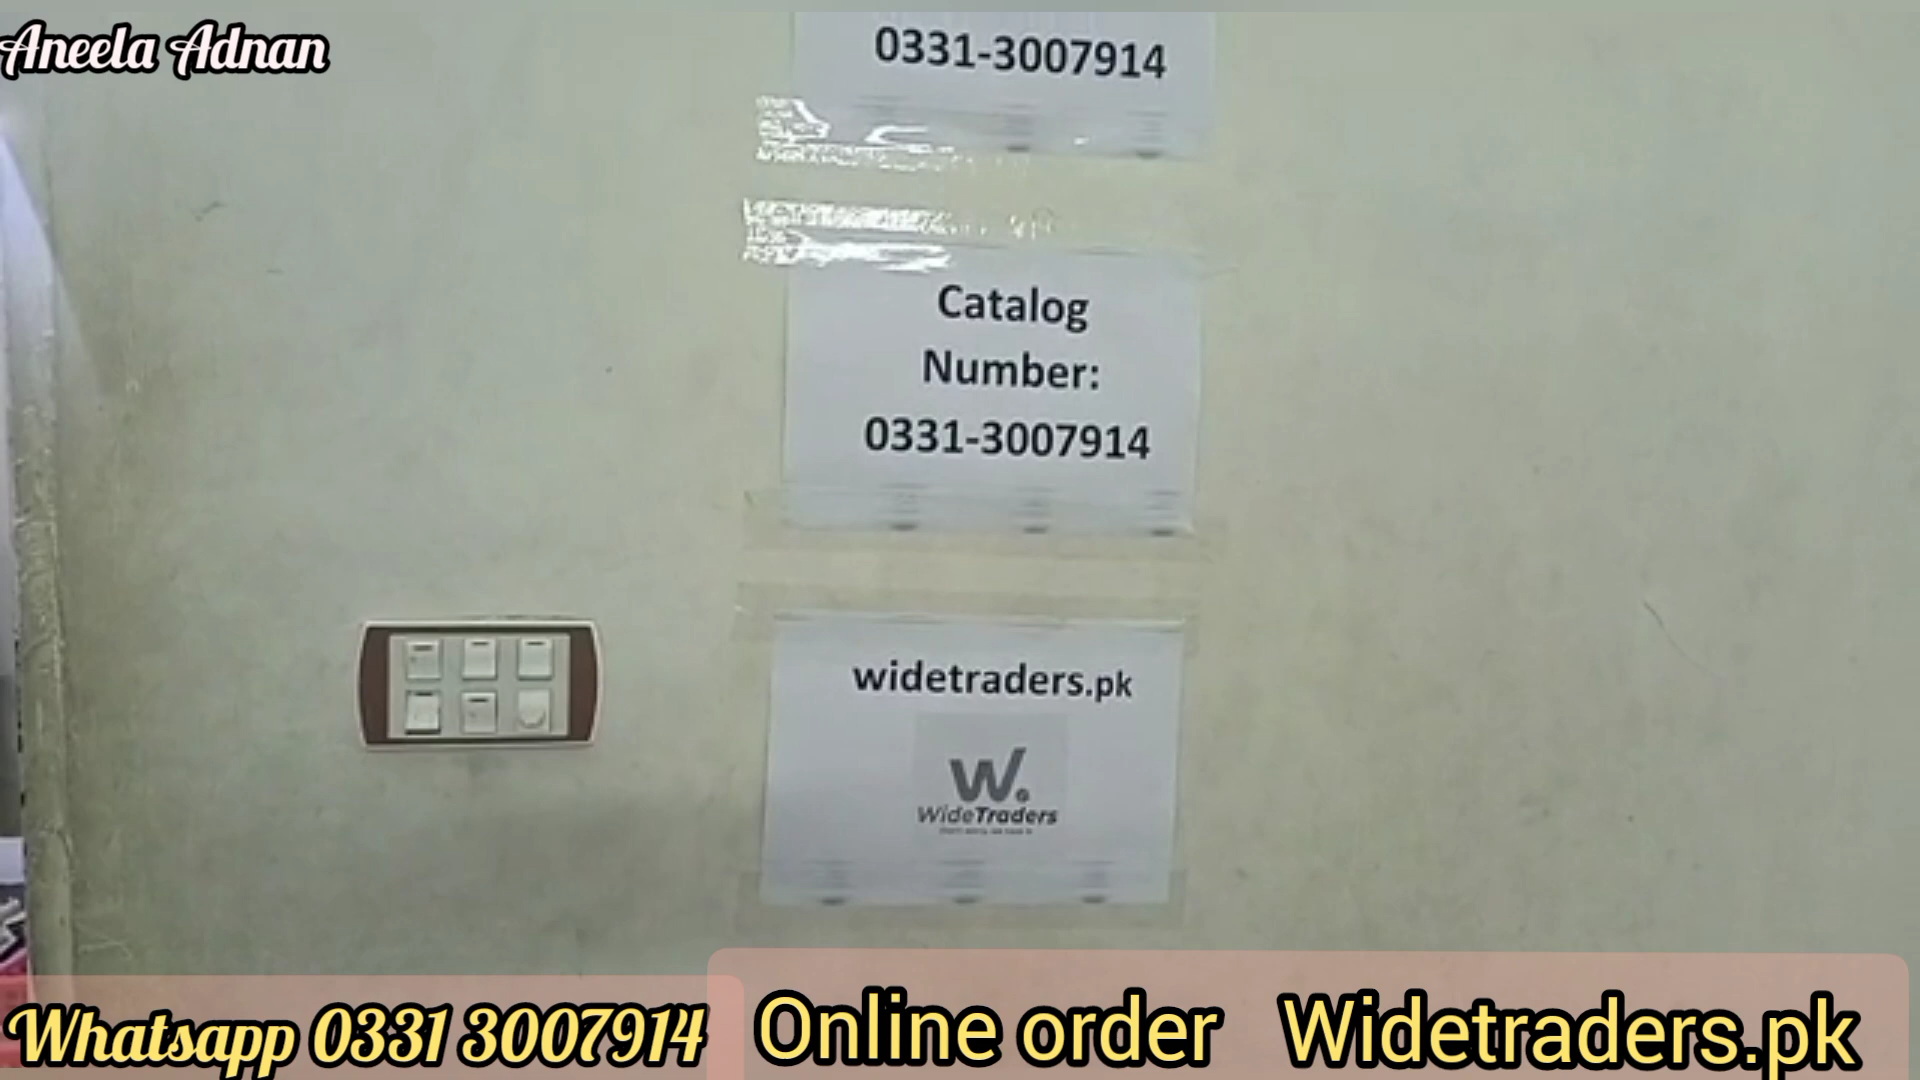 Aneela Adnan
0331-3007914
Catalog
Number:
0331-3007914
widetraders.pk
W.
WideTraders
Whatsapp 0331 3007914
Online order Widetraders.pk